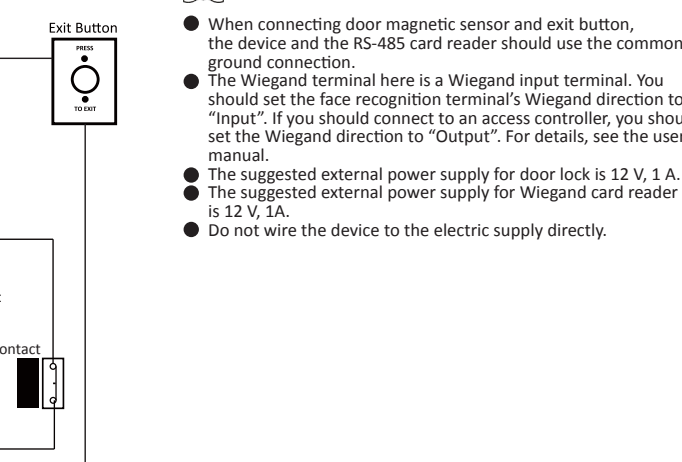 Exit Button
PRESS
TO EXIT
ontact
● When connecting door magnetic sensor and exit button,
the device and the RS-485 card reader should use the common
ground connection.
● The Wiegand terminal here is a Wiegand input terminal. You
should set the face recognition terminal’s Wiegand direction to
“Input”. If you should connect to an access controller, you shou
set the Wiegand direction to “Output”. For details, see the user
manual.
● The suggested external power supply for door lock is 12 V, 1 A.
● The suggested external power supply for Wiegand card reader
is 12 V, 1A.
● Do not wire the device to the electric supply directly.